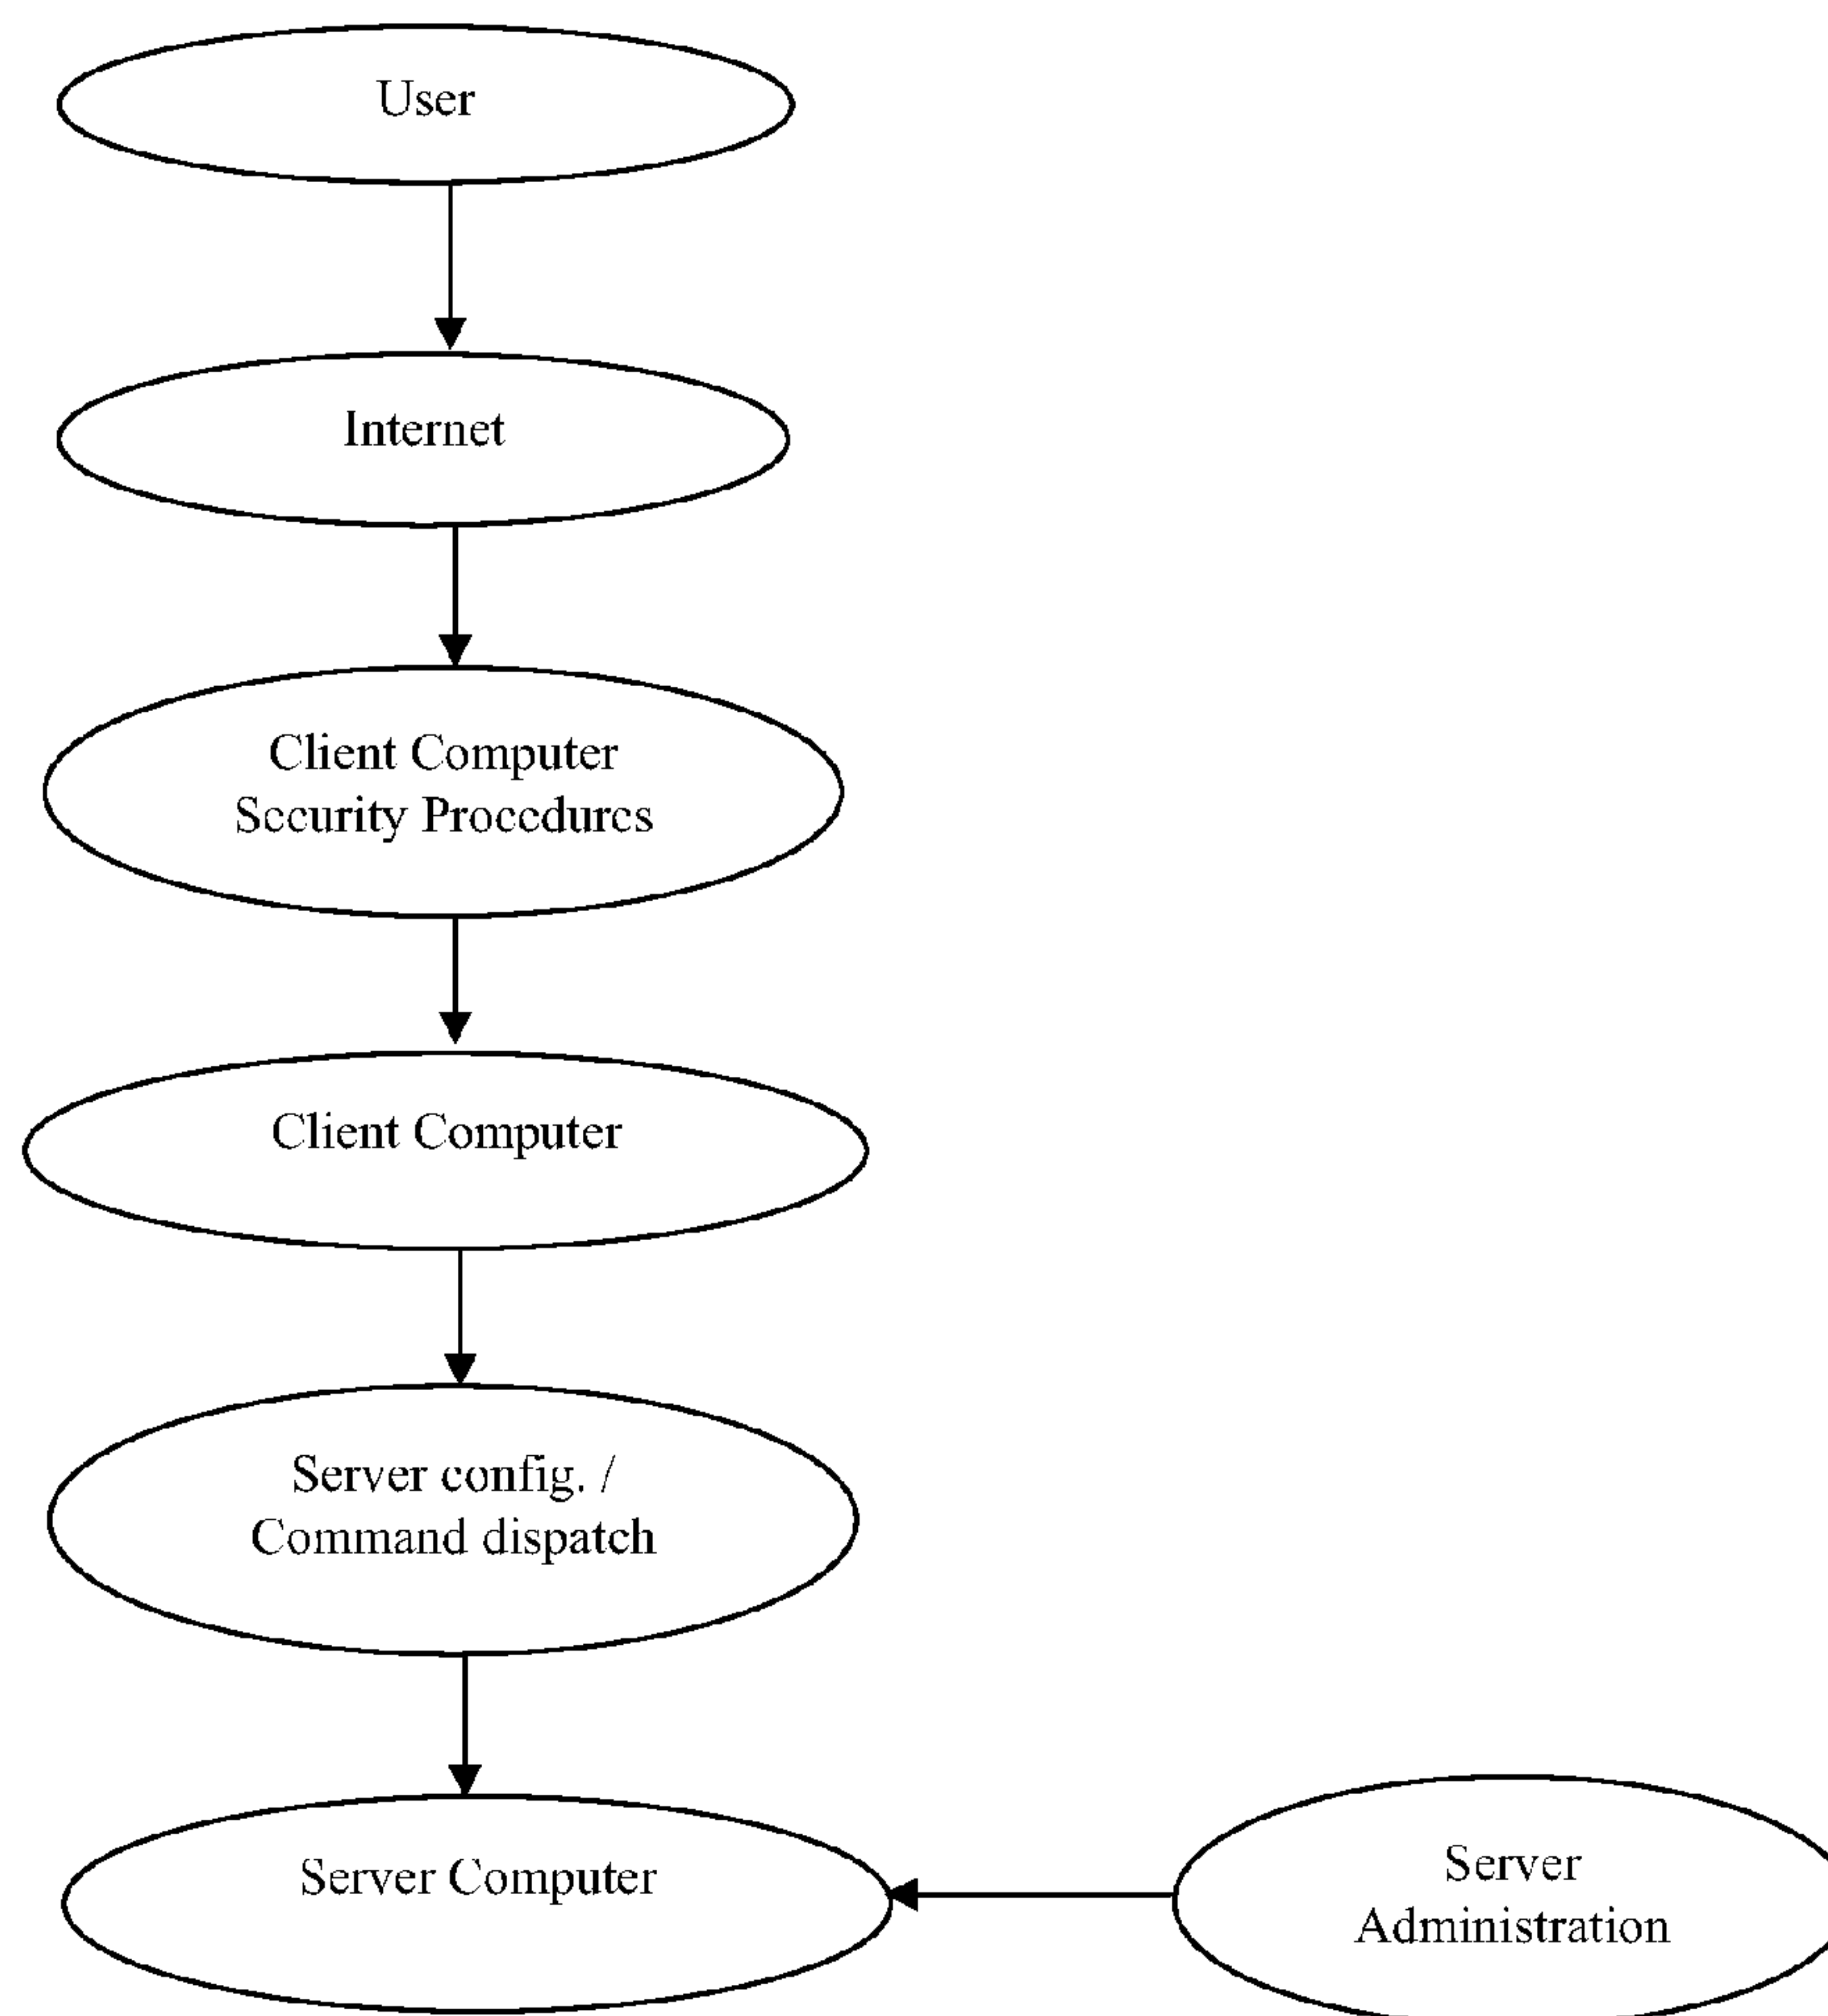 User
Internet
Client Computer
Security Procedures
Client Computer
Server config. /
Command dispatch
Server Computer
Server
Administration